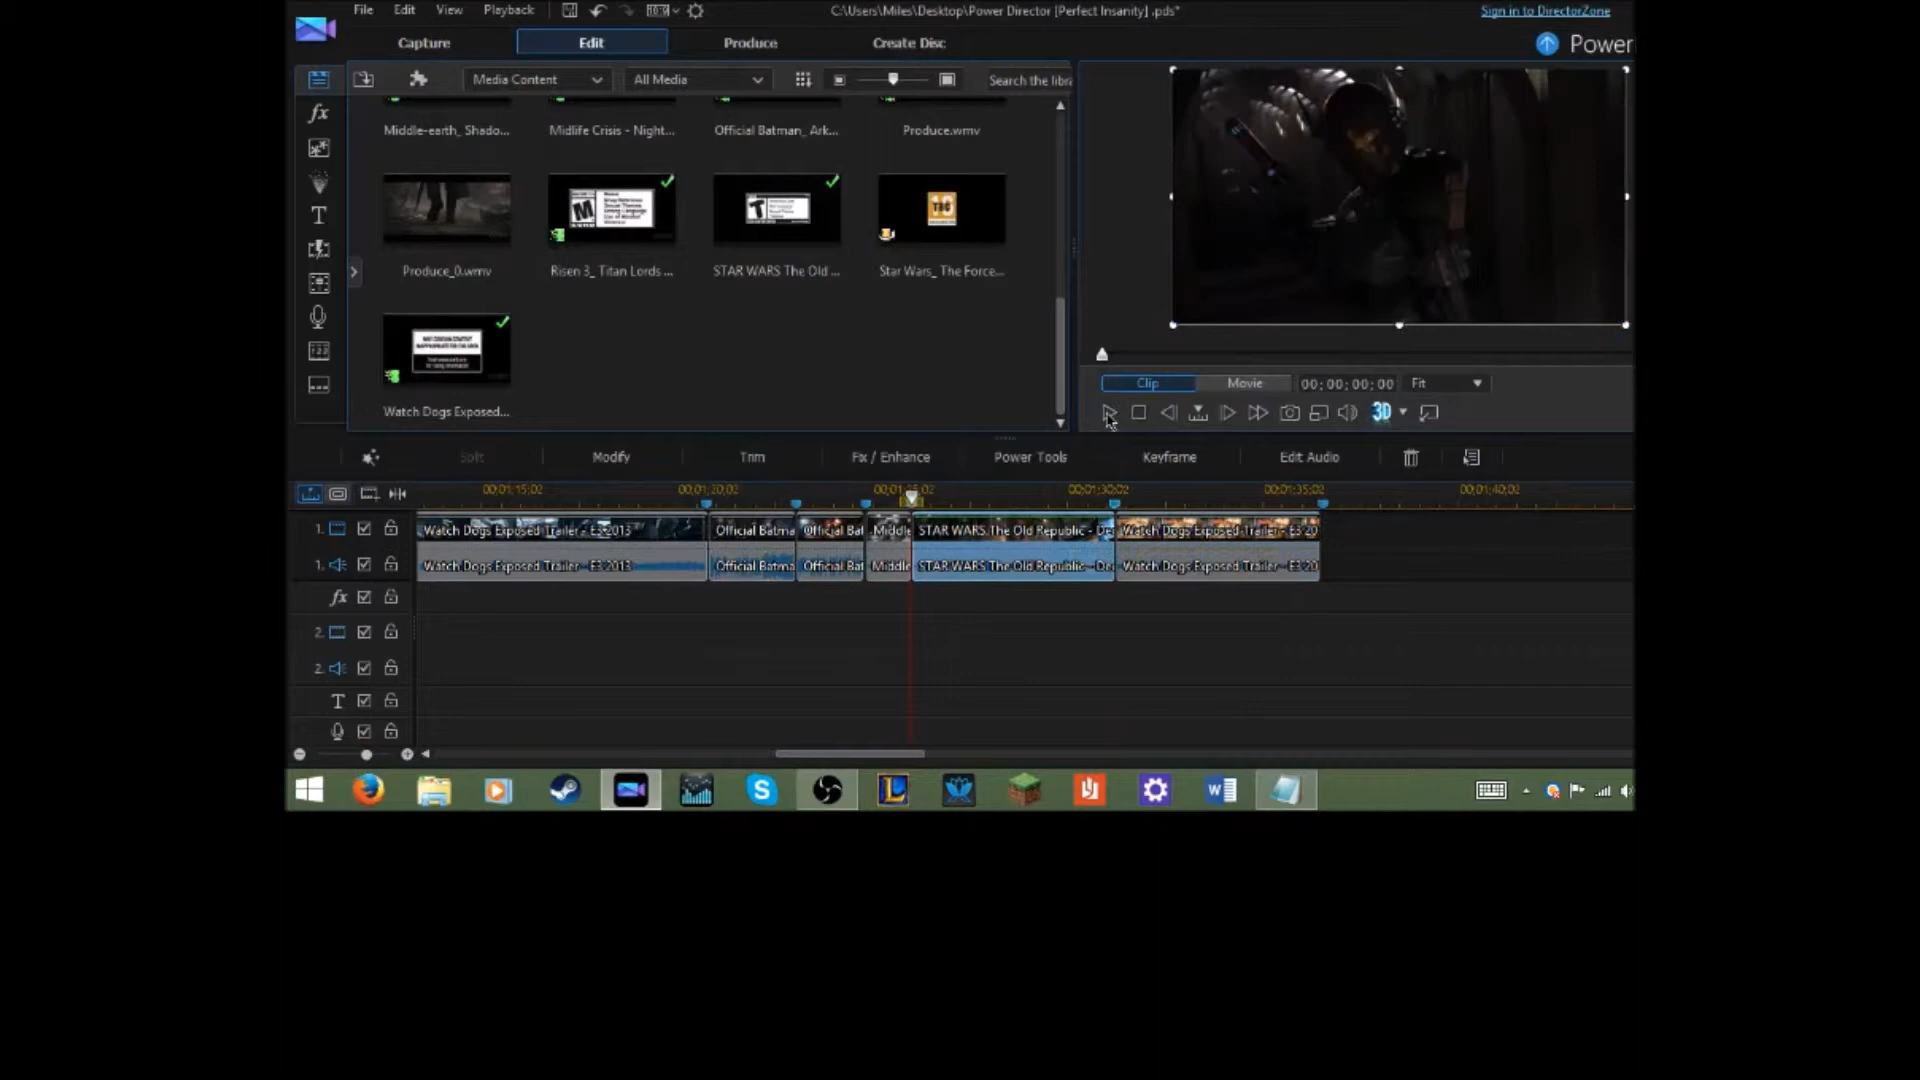 File Edit View Playback
C:\Users\Miles\Desktop\Power Director [Perfect Insanity] .pds*
Sign in to DirectorZone
Capture Edit Produce Create Disc
Power
Media Content All Media Search the libra
Middle-earth_ Shado... Midlife Crisis - Night... Official Batman_ Ark... Produce.wmv
Produce_0.wmv Risen 3_ Titan Lords ... STAR WARS The Old ... Star Wars_ The Force...
Watch Dogs Exposed...
Clip Movie 00;00;00;00 Fit
3D
Split Modify Trim Fix / Enhance Power Tools Keyframe Edit Audio
00;01;15;02 00;01;20;02 00;01;25;02 00;01;30;02 00;01;35;02 00;01;40;02
1. Watch Dogs Exposed Trailer - E3 2013 Official Batma Official Bat Middle STAR WARS The Old Republic - De Watch Dogs Exposed Trailer - E3 20
1. Watch Dogs Exposed Trailer - E3 2013 Official Batma Official Bat Middle STAR WARS The Old Republic - De Watch Dogs Exposed Trailer - E3 20
fx
2.
2.
T